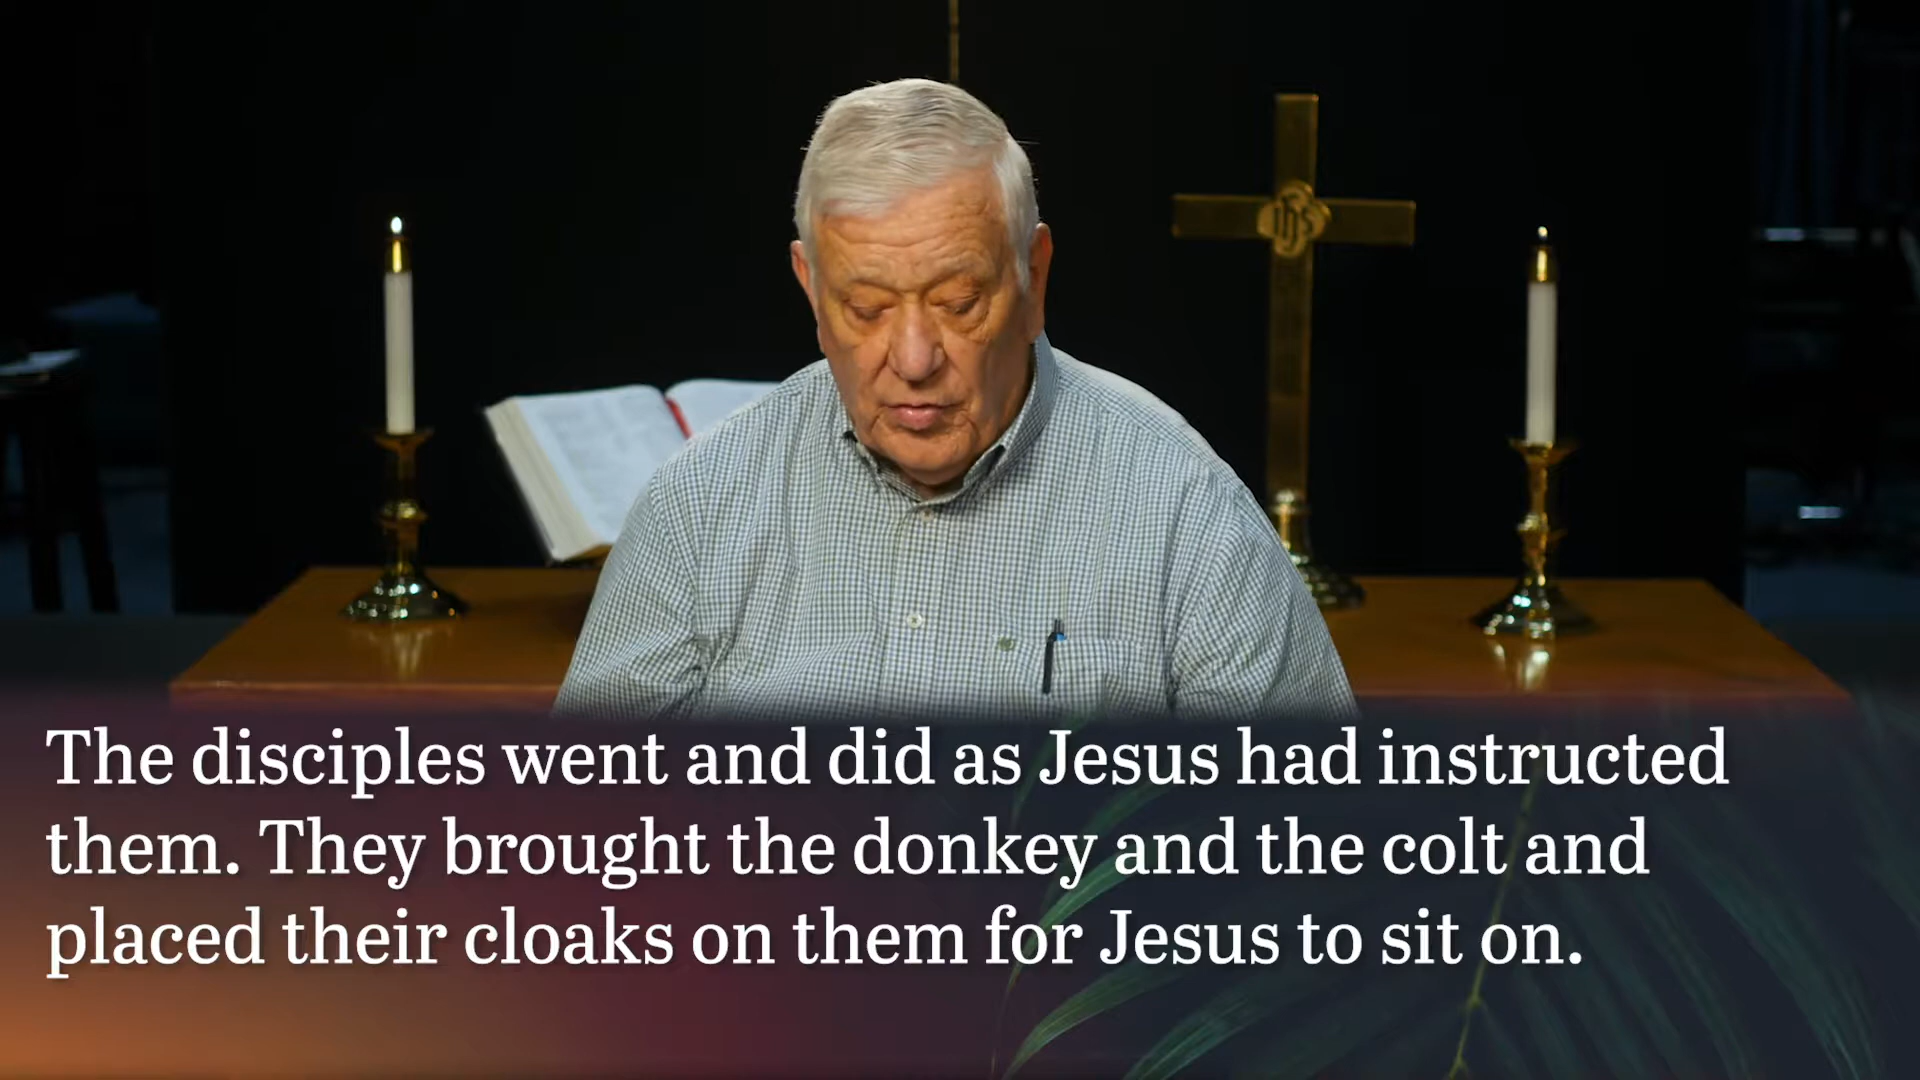 ihs
The disciples went and did as Jesus had instructed
them. They brought the donkey and the colt and
placed their cloaks on them for Jesus to sit on.